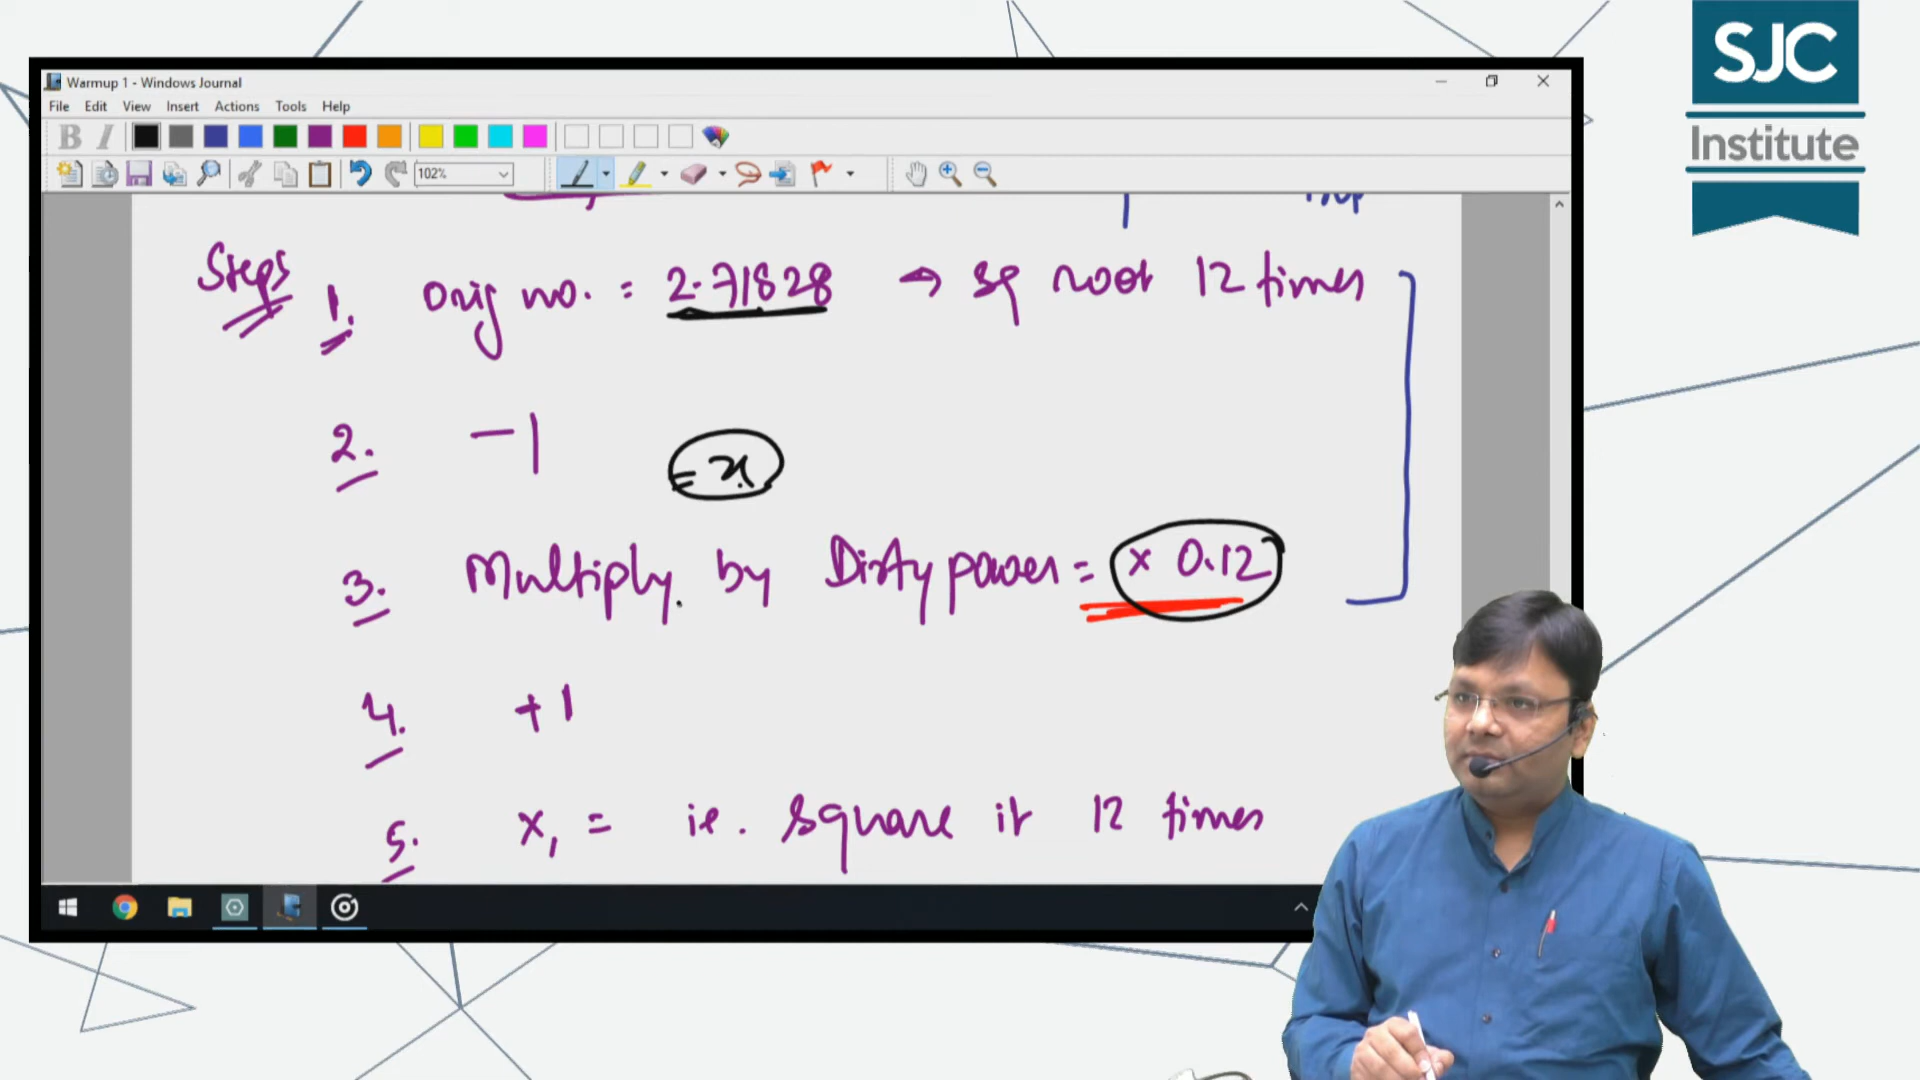 SJC
Institute
Warmup 1 - Windows Journal
File Edit View Insert Actions Tools Help
B I
102%
Steps
1. Orig no. = 2.71828 → sq root 12 times
2. -1
= x
3. Multiply by Dirty power = × 0.12
4. +1
5. x, = ie. square it 12 times